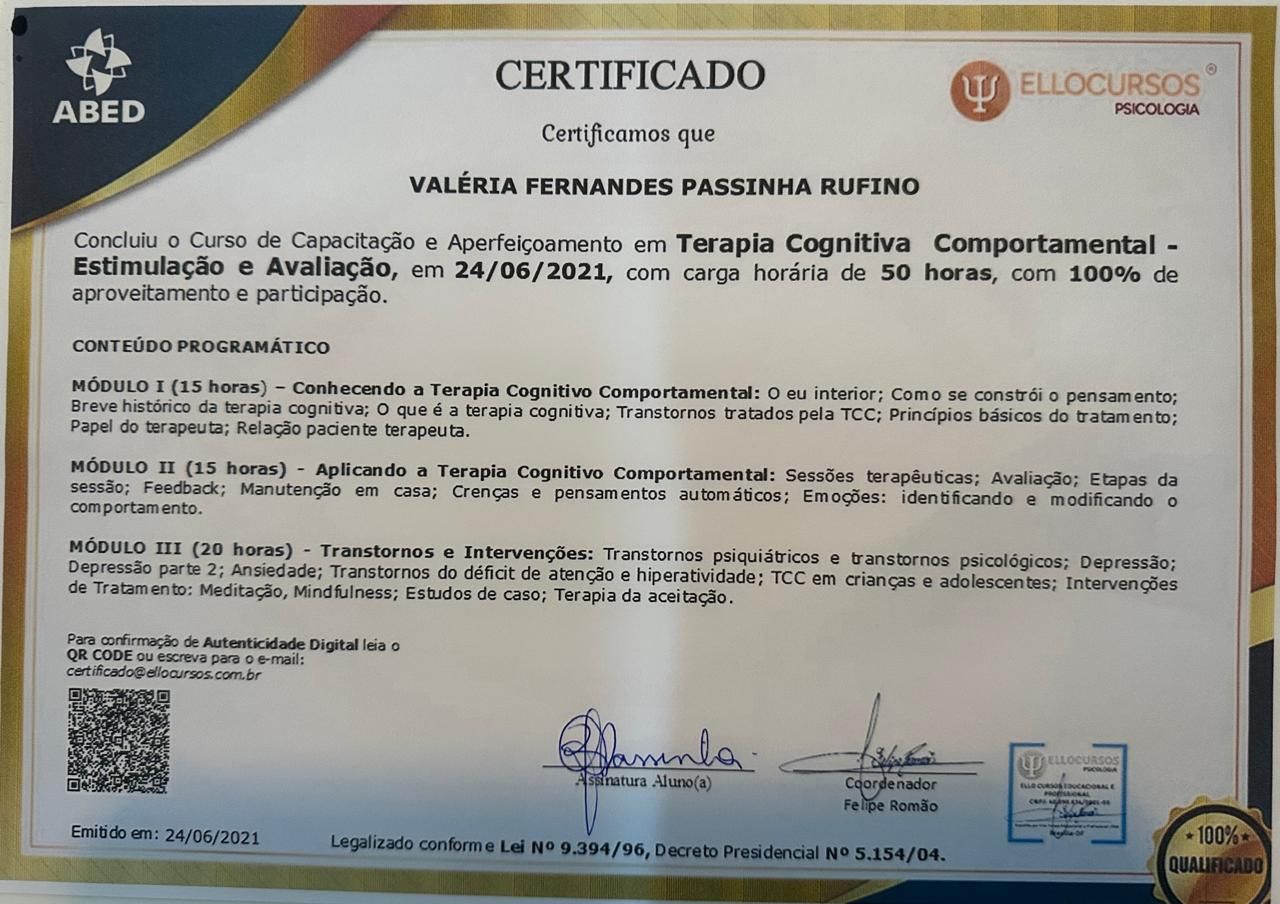 ABED
CERTIFICADO
ELLOCURSOS®
PSICOLOGIA
Certificamos que
VALÉRIA FERNANDES PASSINHA RUFINO
Concluiu o Curso de Capacitação e Aperfeiçoamento em Terapia Cognitiva Comportamental -
Estimulação e Avaliação, em 24/06/2021, com carga horária de 50 horas, com 100% de
aproveitamento e participação.
CONTEÚDO PROGRAMÁTICO
MÓDULO I (15 horas) – Conhecendo a Terapia Cognitivo Comportamental: O eu interior; Como se constrói o pensamento;
Breve histórico da terapia cognitiva; O que é a terapia cognitiva; Transtornos tratados pela TCC; Princípios básicos do tratamento;
Papel do terapeuta; Relação paciente terapeuta.
MÓDULO II (15 horas) - Aplicando a Terapia Cognitivo Comportamental: Sessões terapêuticas; Avaliação; Etapas da
sessão; Feedback; Manutenção em casa; Crenças e pensamentos automáticos; Emoções: identificando e modificando o
comportamento.
MÓDULO III (20 horas) - Transtornos e Intervenções: Transtornos psiquiátricos e transtornos psicológicos; Depressão;
Depressão parte 2; Ansiedade; Transtornos do déficit de atenção e hiperatividade; TCC em crianças e adolescentes; Intervenções
de Tratamento: Meditação, Mindfulness; Estudos de caso; Terapia da aceitação.
Para confirmação de Autenticidade Digital leia o
QR CODE ou escreva para o e-mail:
certificado@ellocursos.com.br
Assinatura Aluno(a)
Coordenador
Felipe Romão
ELLOCURSOS
PSICOLOGIA
ELLO CURSOS EDUCACIONAL E
PROFISSIONAL
Brasília-DF
Emitido em: 24/06/2021
Legalizado conforme Lei Nº 9.394/96, Decreto Presidencial Nº 5.154/04.
100%
QUALIFICADO